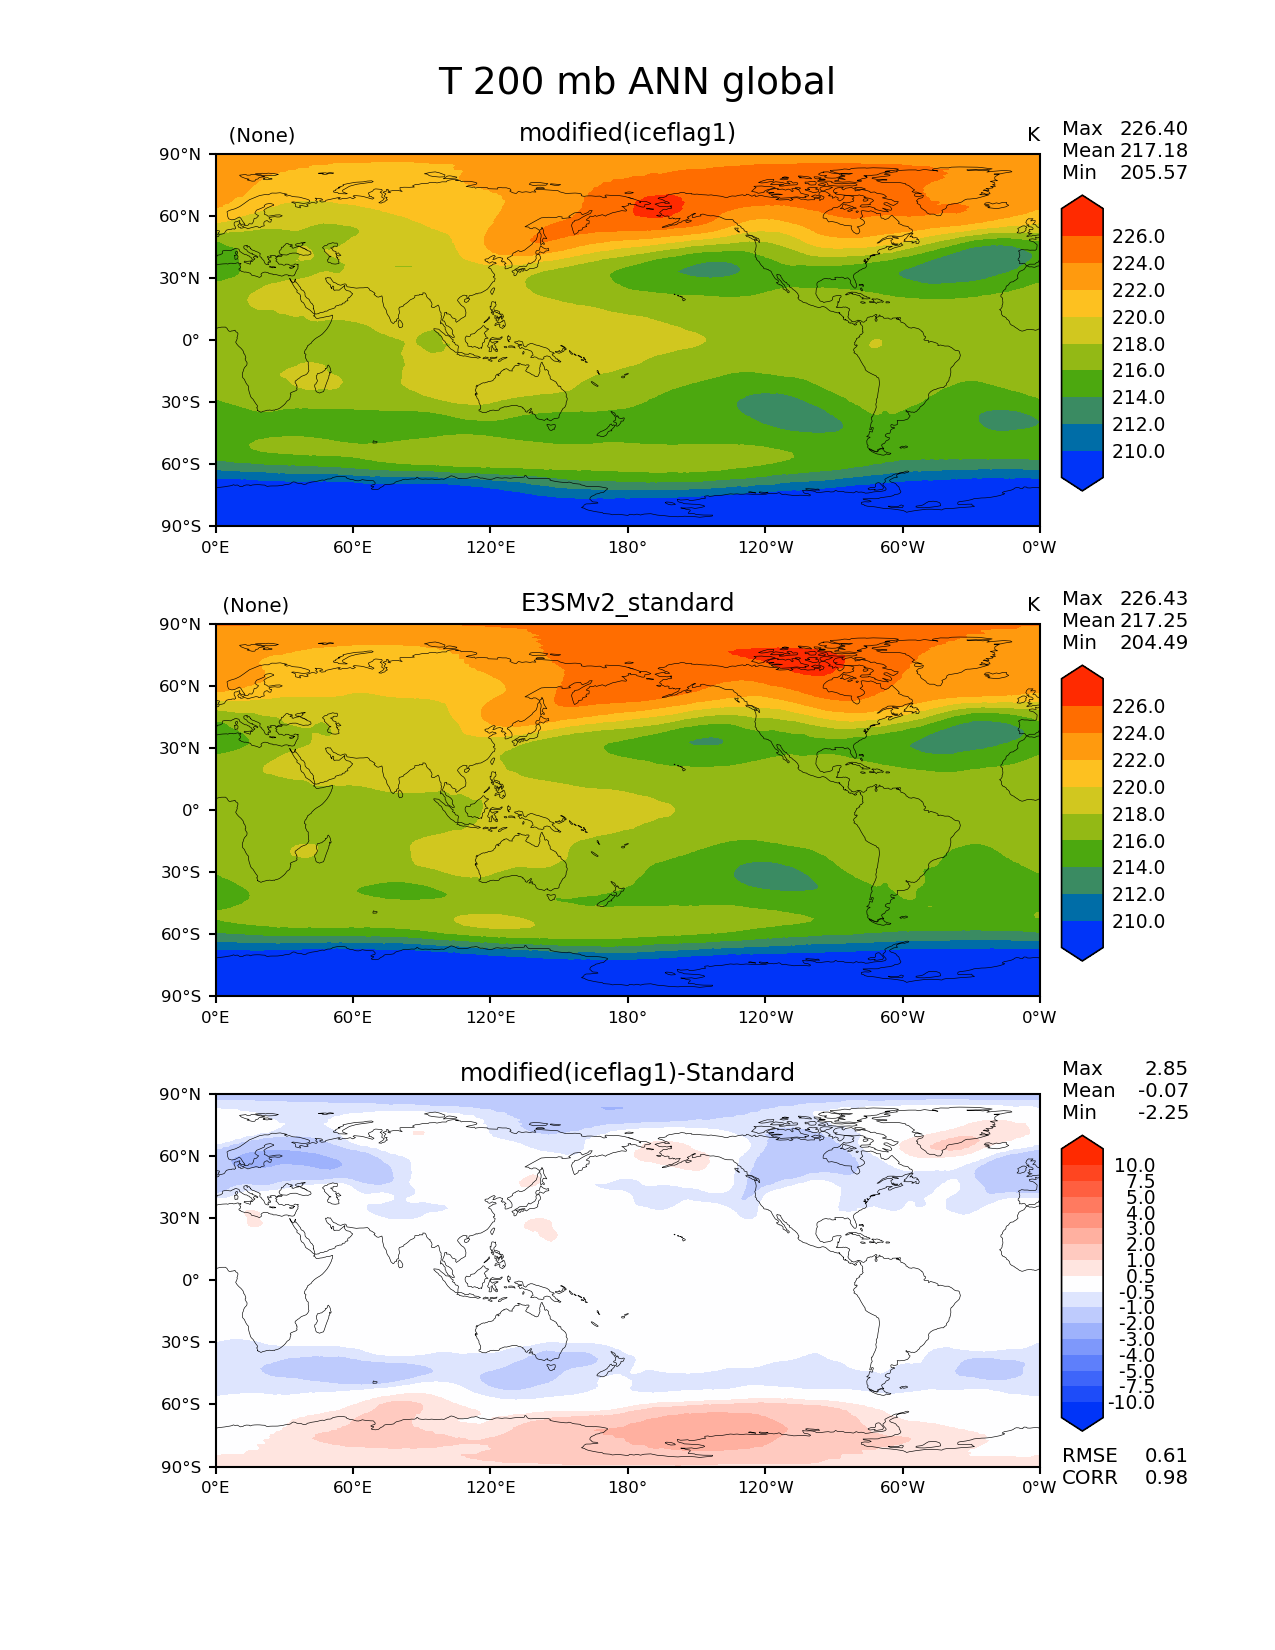 T 200 mb ANN global
(None) modified(iceflag1) K
Max 226.40
Mean 217.18
Min 205.57
90°N
60°N
30°N
0°
30°S
60°S
90°S
0°E 60°E 120°E 180° 120°W 60°W 0°W
226.0
224.0
222.0
220.0
218.0
216.0
214.0
212.0
210.0
(None) E3SMv2_standard K
Max 226.43
Mean 217.25
Min 204.49
90°N
60°N
30°N
0°
30°S
60°S
90°S
0°E 60°E 120°E 180° 120°W 60°W 0°W
226.0
224.0
222.0
220.0
218.0
216.0
214.0
212.0
210.0
modified(iceflag1)-Standard
Max 2.85
Mean -0.07
Min -2.25
90°N
60°N
30°N
0°
30°S
60°S
90°S
0°E 60°E 120°E 180° 120°W 60°W 0°W
10.0
7.5
5.0
4.0
3.0
2.0
1.0
0.5
-0.5
-1.0
-2.0
-3.0
-4.0
-5.0
-7.5
-10.0
RMSE 0.61
CORR 0.98